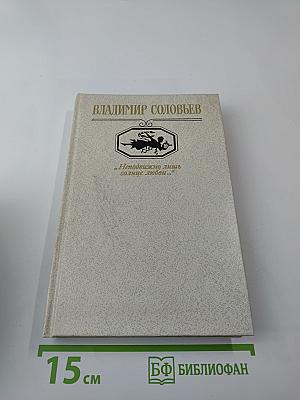 ВЛАДИМИР СОЛОВЬЕВ
„Неподвижно лишь
солнце любви..."
15 см
БФ БИБЛИОФАН